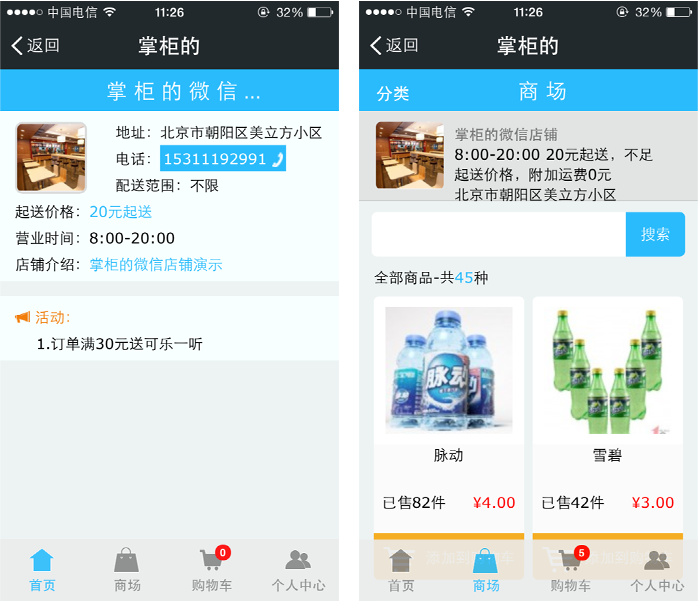 中国电信 11:26 32%
返回 掌柜的
掌柜的微信...
地址：北京市朝阳区美立方小区
电话：15311192991
配送范围：不限
起送价格：20元起送
营业时间：8:00-20:00
店铺介绍：掌柜的微信店铺演示
活动：
1.订单满30元送可乐一听
0
首页 商场 购物车 个人中心
中国电信 11:26 32%
返回 掌柜的
分类 商场
掌柜的微信店铺
8:00-20:00 20元起送，不足
起送价格，附加运费0元
北京市朝阳区美立方小区
搜索
全部商品-共45种
脉动
脉动 雪碧
已售82件 ¥4.00 已售42件 ¥3.00
5
首页 商场 购物车 个人中心